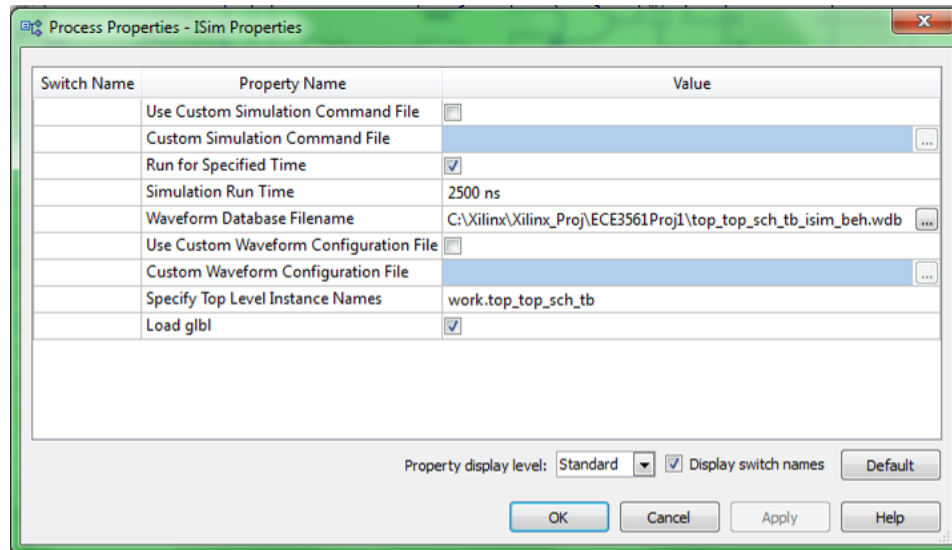 Process Properties - ISim Properties
Switch Name Property Name Value
Use Custom Simulation Command File
Custom Simulation Command File ...
Run for Specified Time
Simulation Run Time 2500 ns
Waveform Database Filename C:\Xilinx\Xilinx_Proj\ECE3561Proj1\top_top_sch_tb_isim_beh.wdb ...
Use Custom Waveform Configuration File
Custom Waveform Configuration File ...
Specify Top Level Instance Names work.top_top_sch_tb
Load glbl
Property display level: Standard Display switch names Default
OK Cancel Apply Help